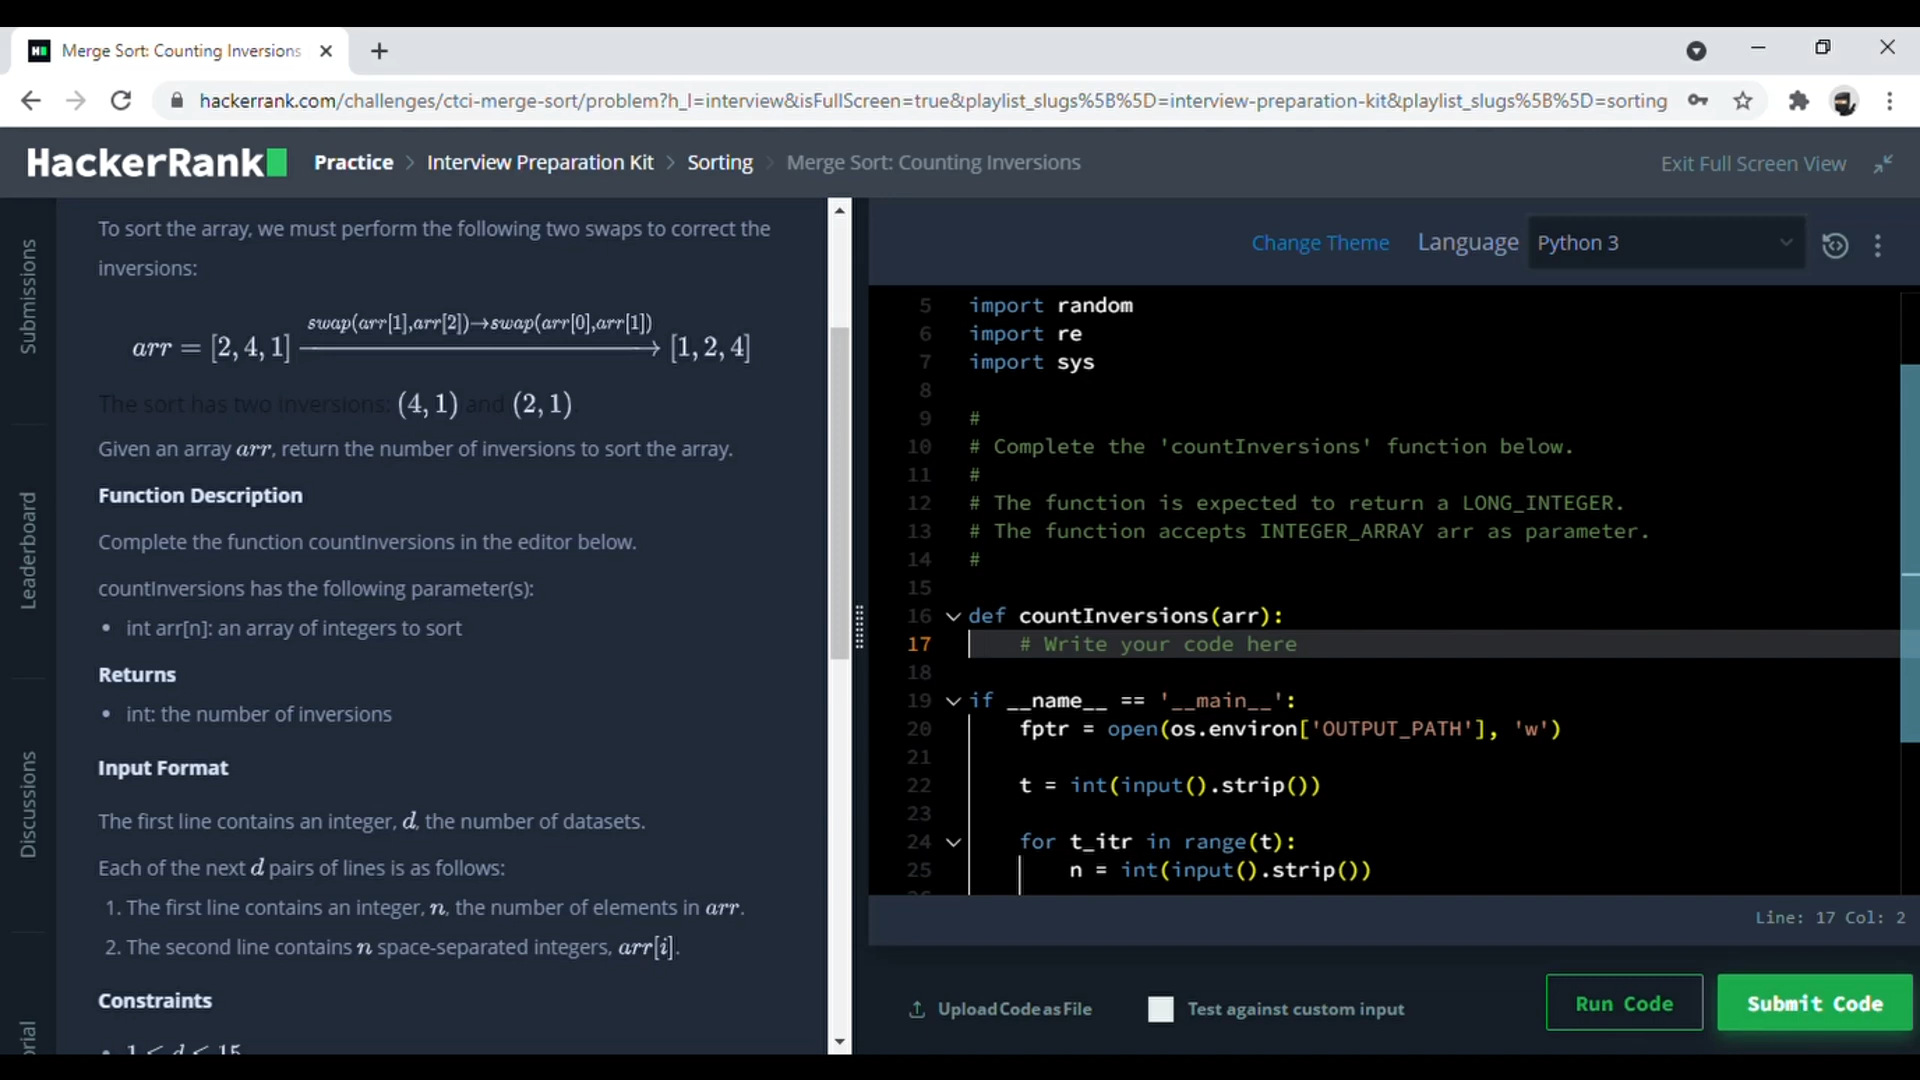 Merge Sort: Counting Inversions
hackerrank.com/challenges/ctci-merge-sort/problem?h_l=interview&isFullScreen=true&playlist_slugs%5B%5D=interview-preparation-kit&playlist_slugs%5B%5D=sorting
HackerRank Practice > Interview Preparation Kit > Sorting > Merge Sort: Counting Inversions Exit Full Screen View
Submissions
Leaderboard
Discussions
rial
To sort the array, we must perform the following two swaps to correct the
inversions:
swap(arr[1],arr[2])→swap(arr[0],arr[1])
arr = [2, 4, 1] ⟶ [1, 2, 4]
The sort has two inversions: (4, 1) and (2, 1).
Given an array arr, return the number of inversions to sort the array.
Function Description
Complete the function countInversions in the editor below.
countInversions has the following parameter(s):
• int arr[n]: an array of integers to sort
Returns
• int: the number of inversions
Input Format
The first line contains an integer, d, the number of datasets.
Each of the next d pairs of lines is as follows:
1. The first line contains an integer, n, the number of elements in arr.
2. The second line contains n space-separated integers, arr[i].
Constraints
• 1 ≤ d ≤ 15
Change Theme Language Python 3
5 import random
6 import re
7 import sys
8
9 #
10 # Complete the 'countInversions' function below.
11 #
12 # The function is expected to return a LONG_INTEGER.
13 # The function accepts INTEGER_ARRAY arr as parameter.
14 #
15
16 def countInversions(arr):
17 # Write your code here
18
19 if __name__ == '__main__':
20 fptr = open(os.environ['OUTPUT_PATH'], 'w')
21
22 t = int(input().strip())
23
24 for t_itr in range(t):
25 n = int(input().strip())
Line: 17 Col: 2
Upload Code as File Test against custom input Run Code Submit Code